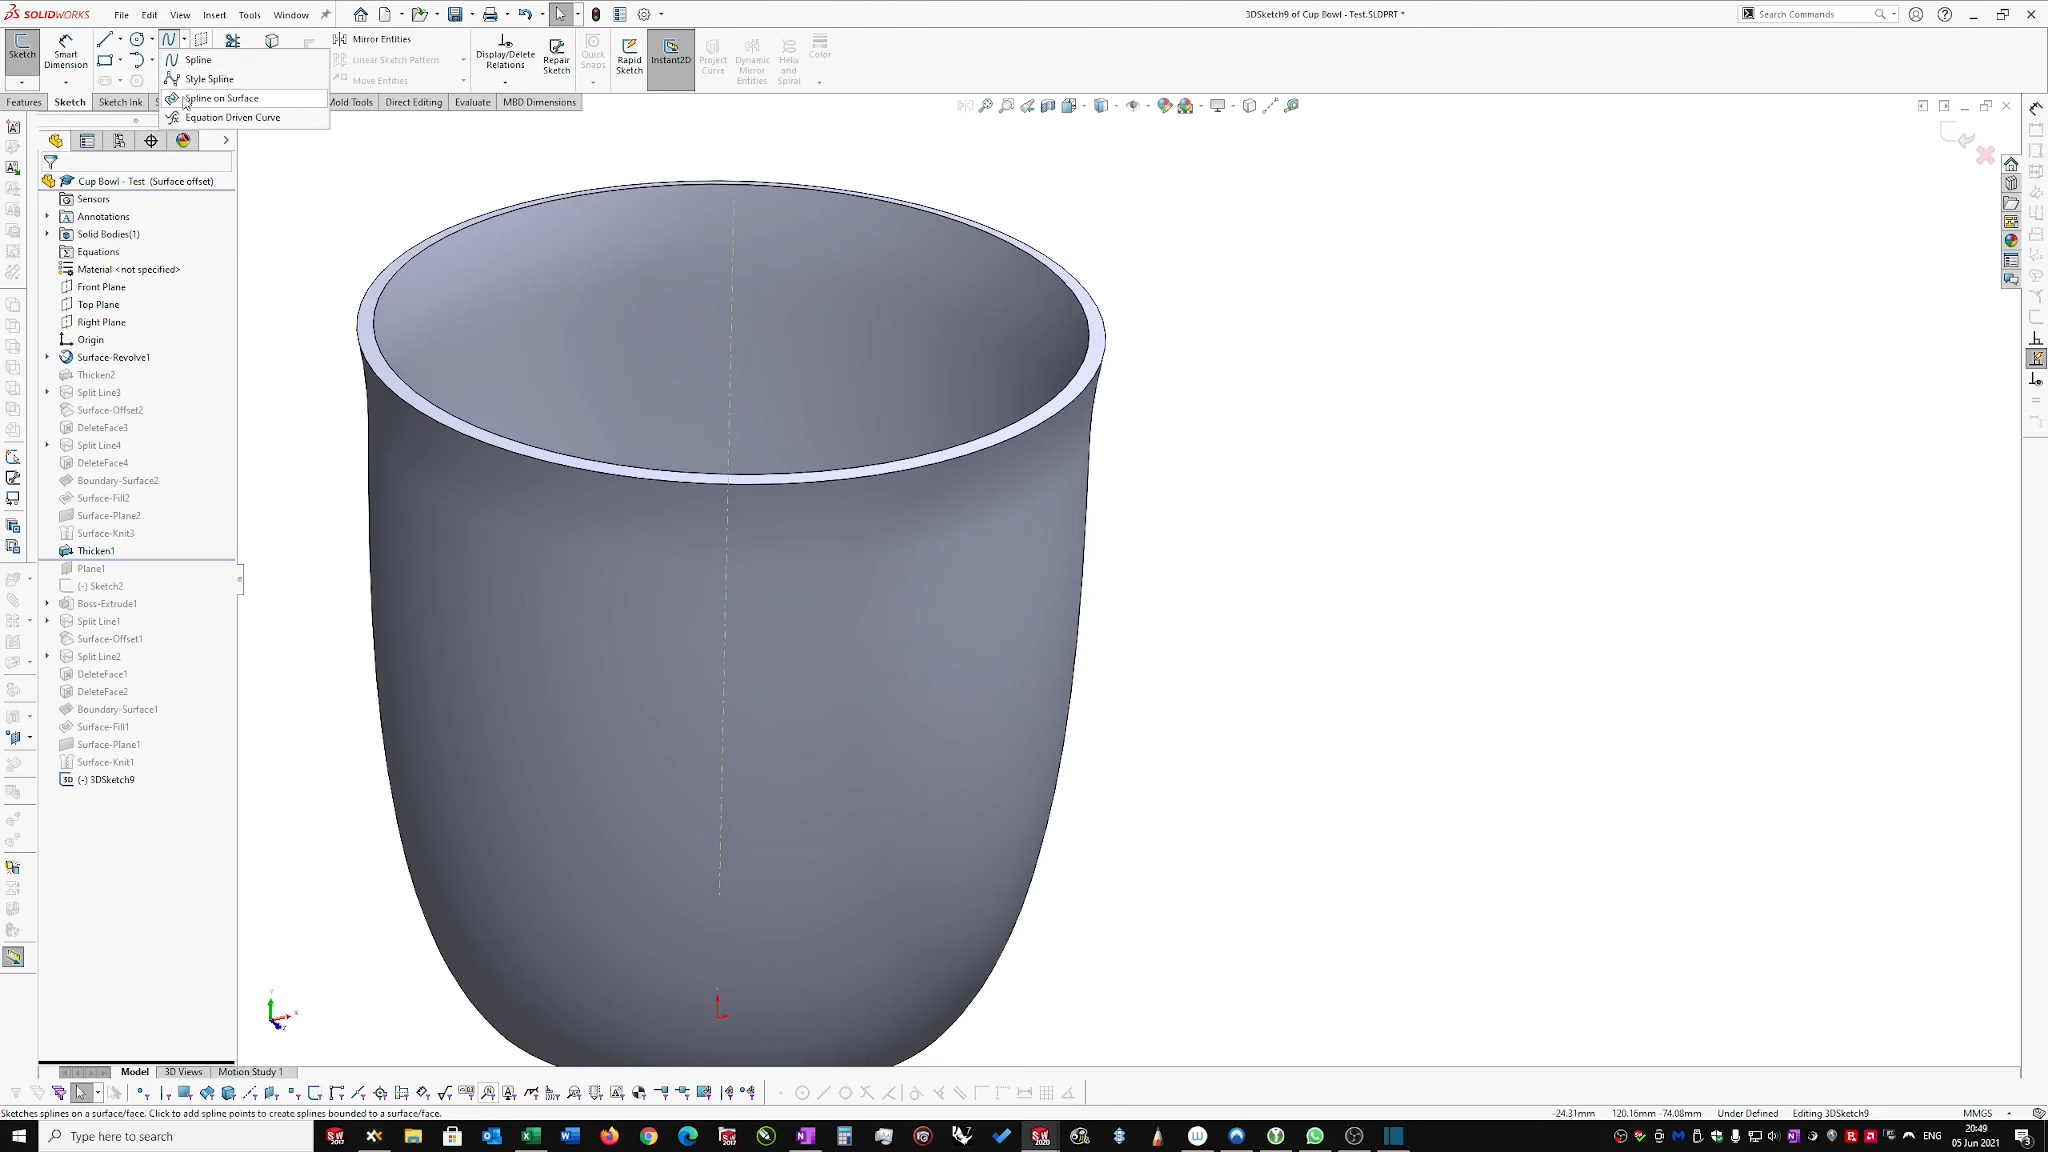 SOLIDWORKS File Edit View Insert Tools Window 3DSketch9 of Cup Bowl - Test.SLDPRT * Search Commands
Sketch Smart Dimension Mirror Entities Linear Sketch Pattern Move Entities Display/Delete Relations Repair Sketch Quick Snaps Rapid Sketch Instant2D Project Curve Dynamic Mirror Entities Helix and Spiral Color
Spline
Style Spline
Spline on Surface
Equation Driven Curve
Features Sketch Sketch Ink Mold Tools Direct Editing Evaluate MBD Dimensions
Cup Bowl - Test (Surface offset)
Sensors
Annotations
Solid Bodies(1)
Equations
Material <not specified>
Front Plane
Top Plane
Right Plane
Origin
Surface-Revolve1
Thicken2
Split Line3
Surface-Offset2
DeleteFace3
Split Line4
DeleteFace4
Boundary-Surface2
Surface-Fill2
Surface-Plane2
Surface-Knit3
Thicken1
Plane1
(-) Sketch2
Boss-Extrude1
Split Line1
Surface-Offset1
Split Line2
DeleteFace1
DeleteFace2
Boundary-Surface1
Surface-Fill1
Surface-Plane1
Surface-Knit1
3D (-) 3DSketch9
Model 3D Views Motion Study 1
Sketches splines on a surface/face. Click to add spline points to create splines bounded to a surface/face. -24.31mm 120.16mm -74.08mm Under Defined Editing 3DSketch9 MMGS
Type here to search ENG 20:49
05 Jun 2021